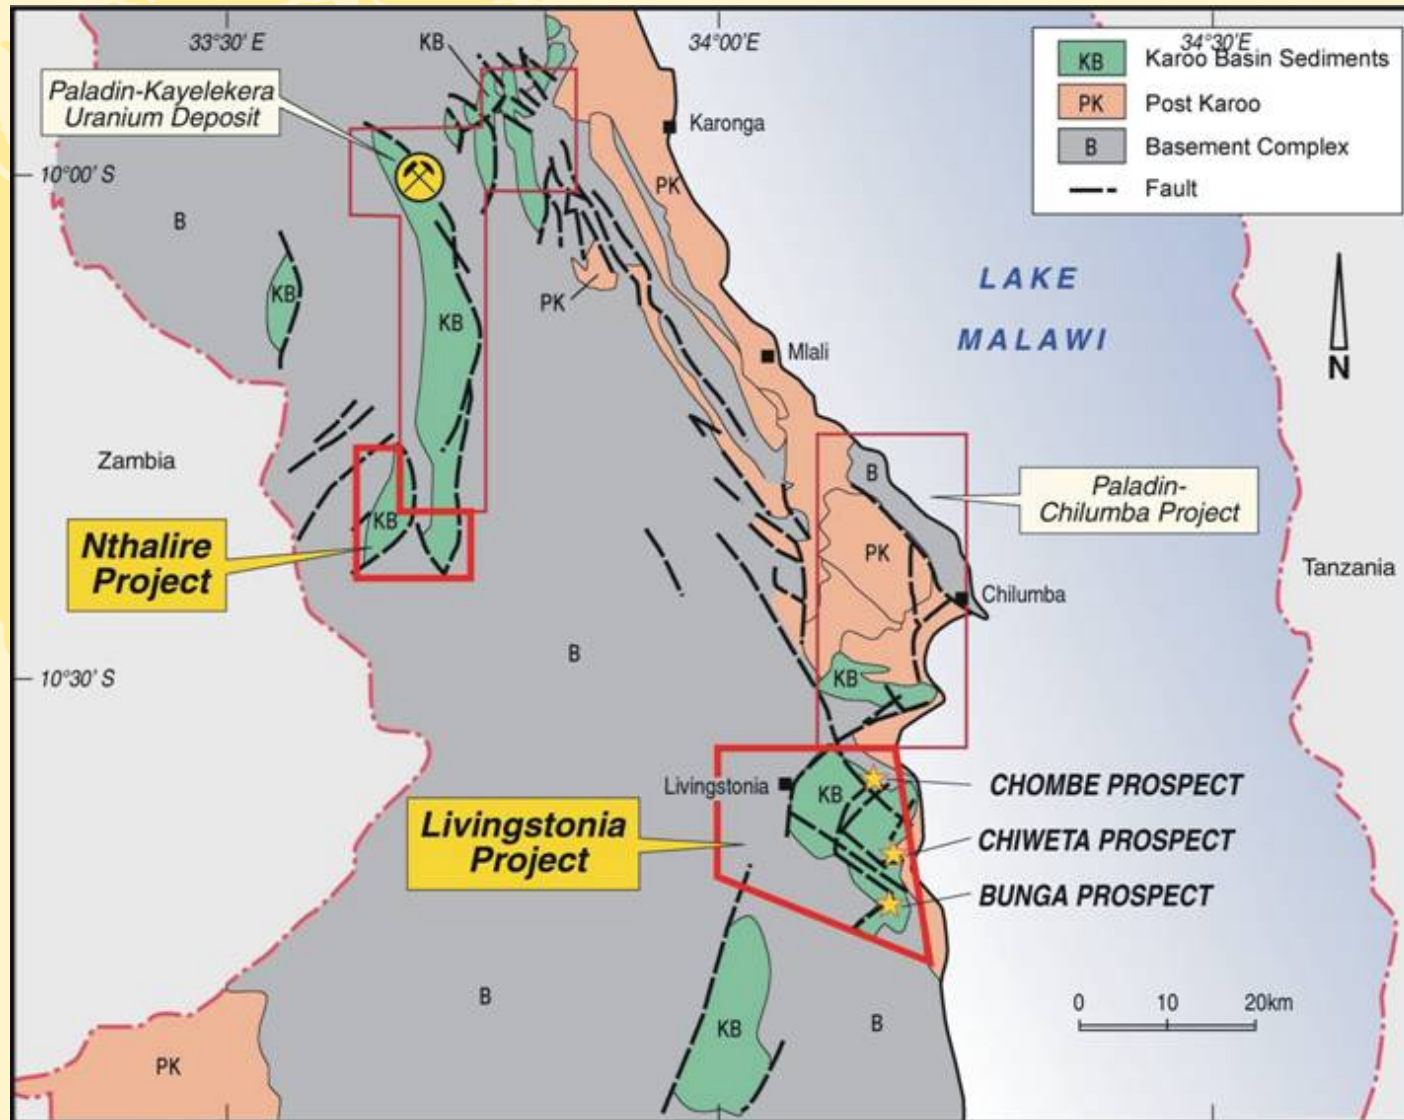 33°30' E
KB
34°00'E
34°30'E
KB Karoo Basin Sediments
PK Post Karoo
B Basement Complex
Fault
Paladin-Kayelekera
Uranium Deposit
Karonga
10°00' S
PK
B
LAKE
MALAWI
KB
PK
KB
N
Mlali
Zambia
B
Paladin-
Chilumba Project
KB
Nthalire
Project
PK
Tanzania
Chilumba
B
10°30' S
KB
Livingstonia
KB
CHOMBE PROSPECT
Livingstonia
Project
CHIWETA PROSPECT
BUNGA PROSPECT
B
KB
B
0 10 20km
PK